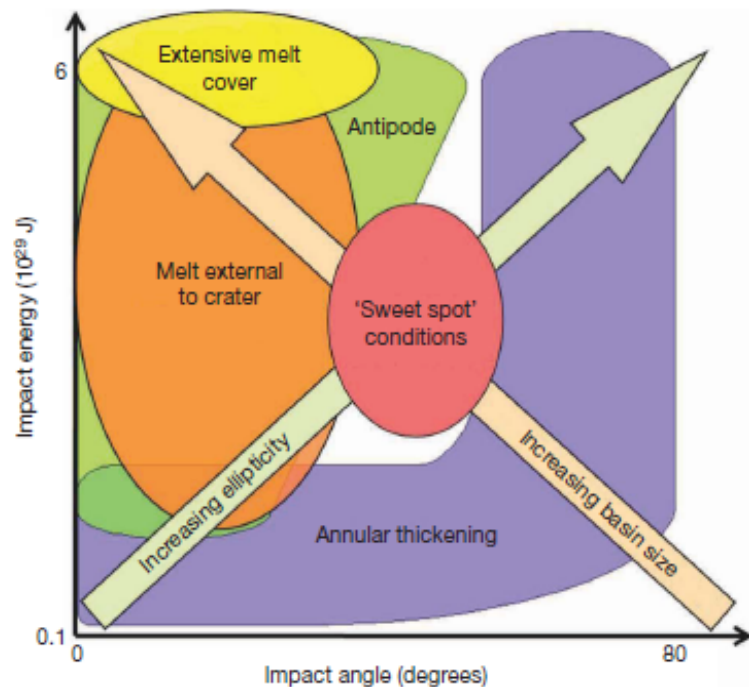 6
Extensive melt
cover
Antipode
Impact energy (10²⁹ J)
Melt external
to crater
'Sweet spot'
conditions
Increasing ellipticity
Increasing basin size
Annular thickening
0.1
0
80
Impact angle (degrees)